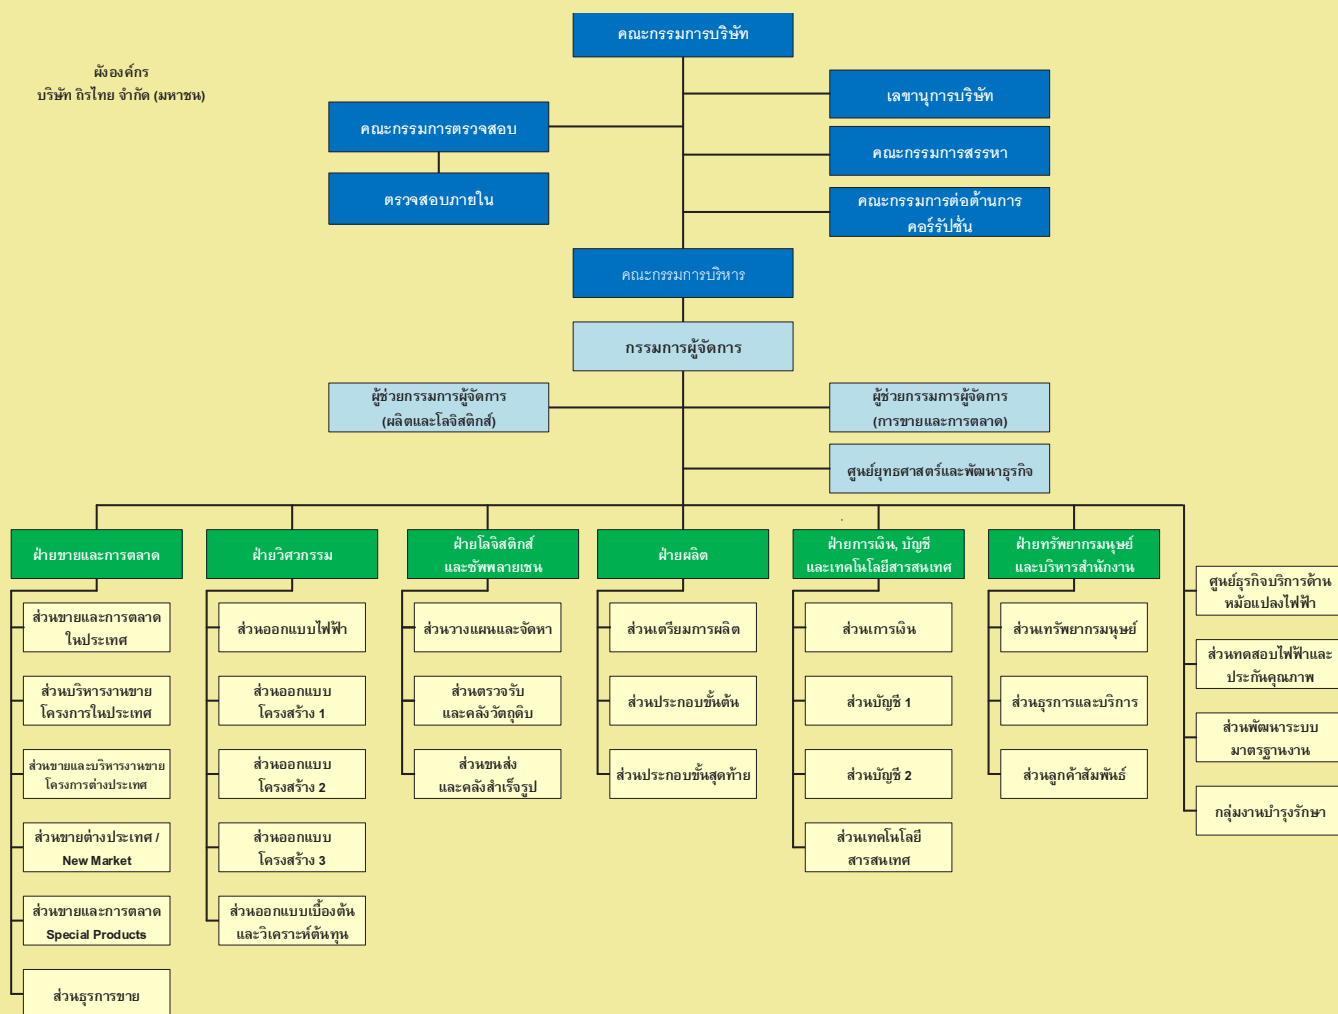 คณะกรรมการบริษัท
ผังองค์กร
บริษัท ถิรไทย จำกัด (มหาชน)
เลขานุการบริษัท
คณะกรรมการตรวจสอบ
คณะกรรมการสรรหา
ตรวจสอบภายใน
คณะกรรมการต่อต้านการ
คอร์รัปชั่น
คณะกรรมการบริหาร
กรรมการผู้จัดการ
ผู้ช่วยกรรมการผู้จัดการ
(ผลิตและโลจิสติกส์)
ผู้ช่วยกรรมการผู้จัดการ
(การขายและการตลาด)
ศูนย์ยุทธศาสตร์และพัฒนาธุรกิจ
ฝ่ายขายและการตลาด
ส่วนขายและการตลาด
ในประเทศ
ส่วนบริหารงานขาย
โครงการในประเทศ
ส่วนขายและบริหารงานขาย
โครงการต่างประเทศ
ส่วนขายต่างประเทศ /
New Market
ส่วนขายและการตลาด
Special Products
ส่วนธุรการขาย
ฝ่ายวิศวกรรม
ส่วนออกแบบไฟฟ้า
ส่วนออกแบบ
โครงสร้าง 1
ส่วนออกแบบ
โครงสร้าง 2
ส่วนออกแบบ
โครงสร้าง 3
ส่วนออกแบบเบื้องต้น
และวิเคราะห์ต้นทุน
ฝ่ายโลจิสติกส์
และซัพพลายเชน
ส่วนวางแผนและจัดหา
ส่วนตรวจรับ
และคลังวัตถุดิบ
ส่วนขนส่ง
และคลังสำเร็จรูป
ฝ่ายผลิต
ส่วนเตรียมการผลิต
ส่วนประกอบขั้นต้น
ส่วนประกอบขั้นสุดท้าย
ฝ่ายการเงิน, บัญชี
และเทคโนโลยีสารสนเทศ
ส่วนเการเงิน
ส่วนบัญชี 1
ส่วนบัญชี 2
ส่วนเทคโนโลยี
สารสนเทศ
ฝ่ายทรัพยากรมนุษย์
และบริหารสำนักงาน
ส่วนเทรัพยากรมนุษย์
ส่วนธุรการและบริการ
ส่วนลูกค้าสัมพันธ์
ศูนย์ธุรกิจบริการด้าน
หม้อแปลงไฟฟ้า
ส่วนทดสอบไฟฟ้าและ
ประกันคุณภาพ
ส่วนพัฒนาระบบ
มาตรฐานงาน
กลุ่มงานบำรุงรักษา